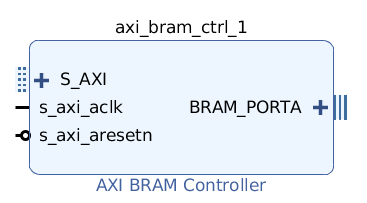 axi_bram_ctrl_1
S_AXI
s_axi_aclk
BRAM_PORTA
s_axi_aresetn
AXI BRAM Controller